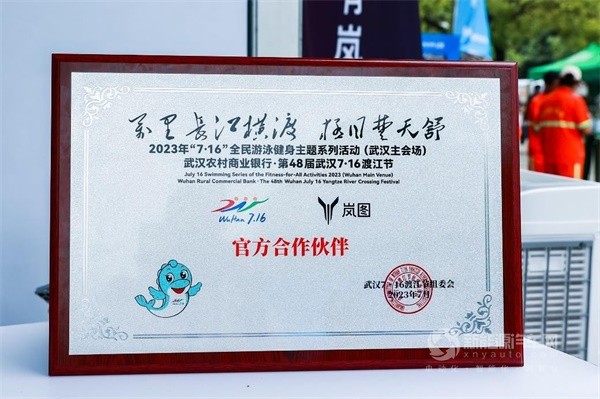 岚
万里長江横渡 极目楚天舒
2023年“7·16”全民游泳健身主题系列活动（武汉主会场）
武汉农村商业银行·第48届武汉7·16渡江节
July 16 Swimming Series of the Fitness-for-All Activities 2023 (Wuhan Main Venue)
Wuhan Rural Commercial Bank · The 48th Wuhan July 16 Yangtze River Crossing Festival
WuHan 7.16 岚图
官方合作伙伴
武汉7·16渡江节组委会
2023年7月
xnyauto